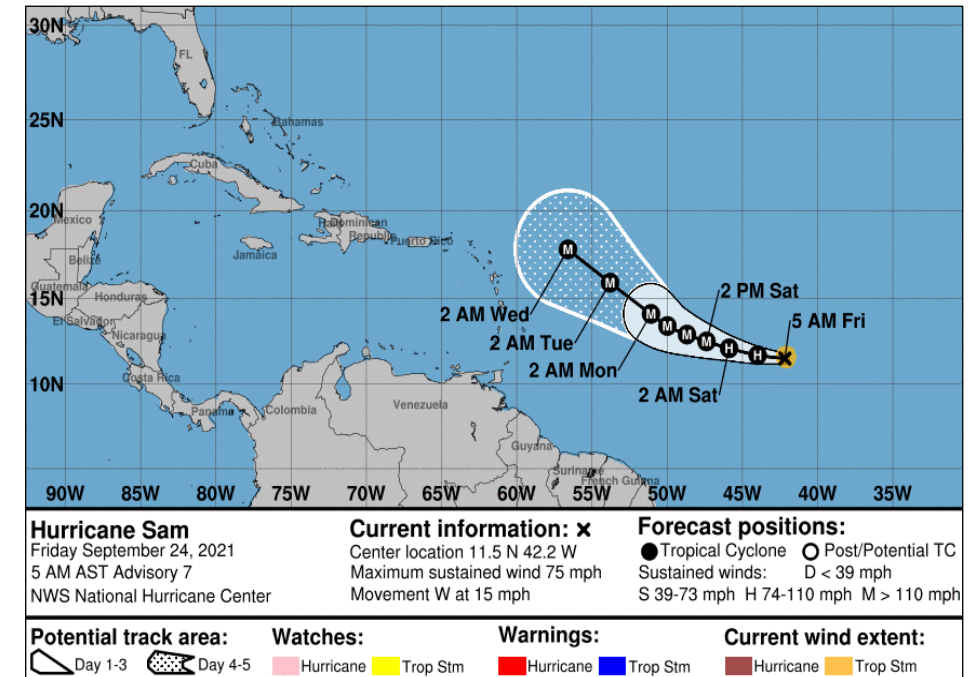 30N
FL
25N
Bahamas
Cuba
20N
Mexico
Dominican
Republic
Puerto Rico
Jamaica
Belize
Guatemala
Honduras
15N
El Salvador
Nicaragua
Costa Rica
10N
Panama
Colombia
Venezuela
Guyana
Suriname
French Guiana
M
M
M
M
M
M
H
H
2 AM Wed
2 AM Tue
2 AM Mon
2 AM Sat
2 PM Sat
5 AM Fri
90W 85W 80W 75W 70W 65W 60W 55W 50W 45W 40W 35W
Hurricane Sam
Friday September 24, 2021
5 AM AST Advisory 7
NWS National Hurricane Center
Current information: x
Center location 11.5 N 42.2 W
Maximum sustained wind 75 mph
Movement W at 15 mph
Forecast positions:
Tropical Cyclone Post/Potential TC
Sustained winds: D < 39 mph
S 39-73 mph H 74-110 mph M > 110 mph
Potential track area:
Day 1-3 Day 4-5
Watches:
Hurricane Trop Stm
Warnings:
Hurricane Trop Stm
Current wind extent:
Hurricane Trop Stm